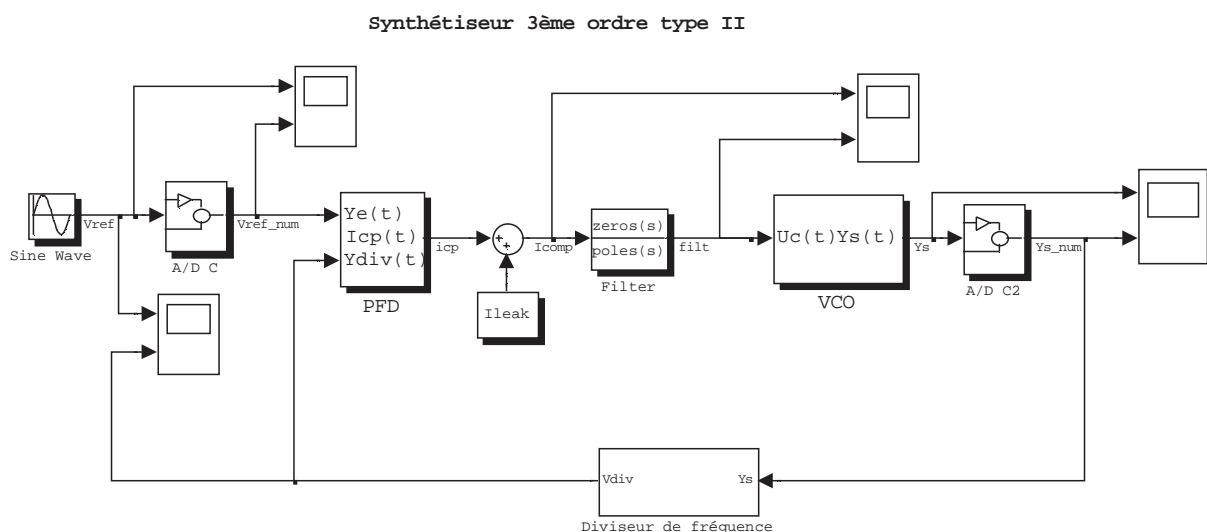 Synthétiseur 3ème ordre type II
Sine Wave
Vref
A/D C
Vref_num
Ye(t)
Icp(t)
Ydiv(t)
PFD
icp
+
+
Ileak
Icomp
zeros(s)
poles(s)
Filter
filt
Uc(t)Ys(t)
VCO
Ys
A/D C2
Ys_num
Vdiv
Ys
Diviseur de fréquence